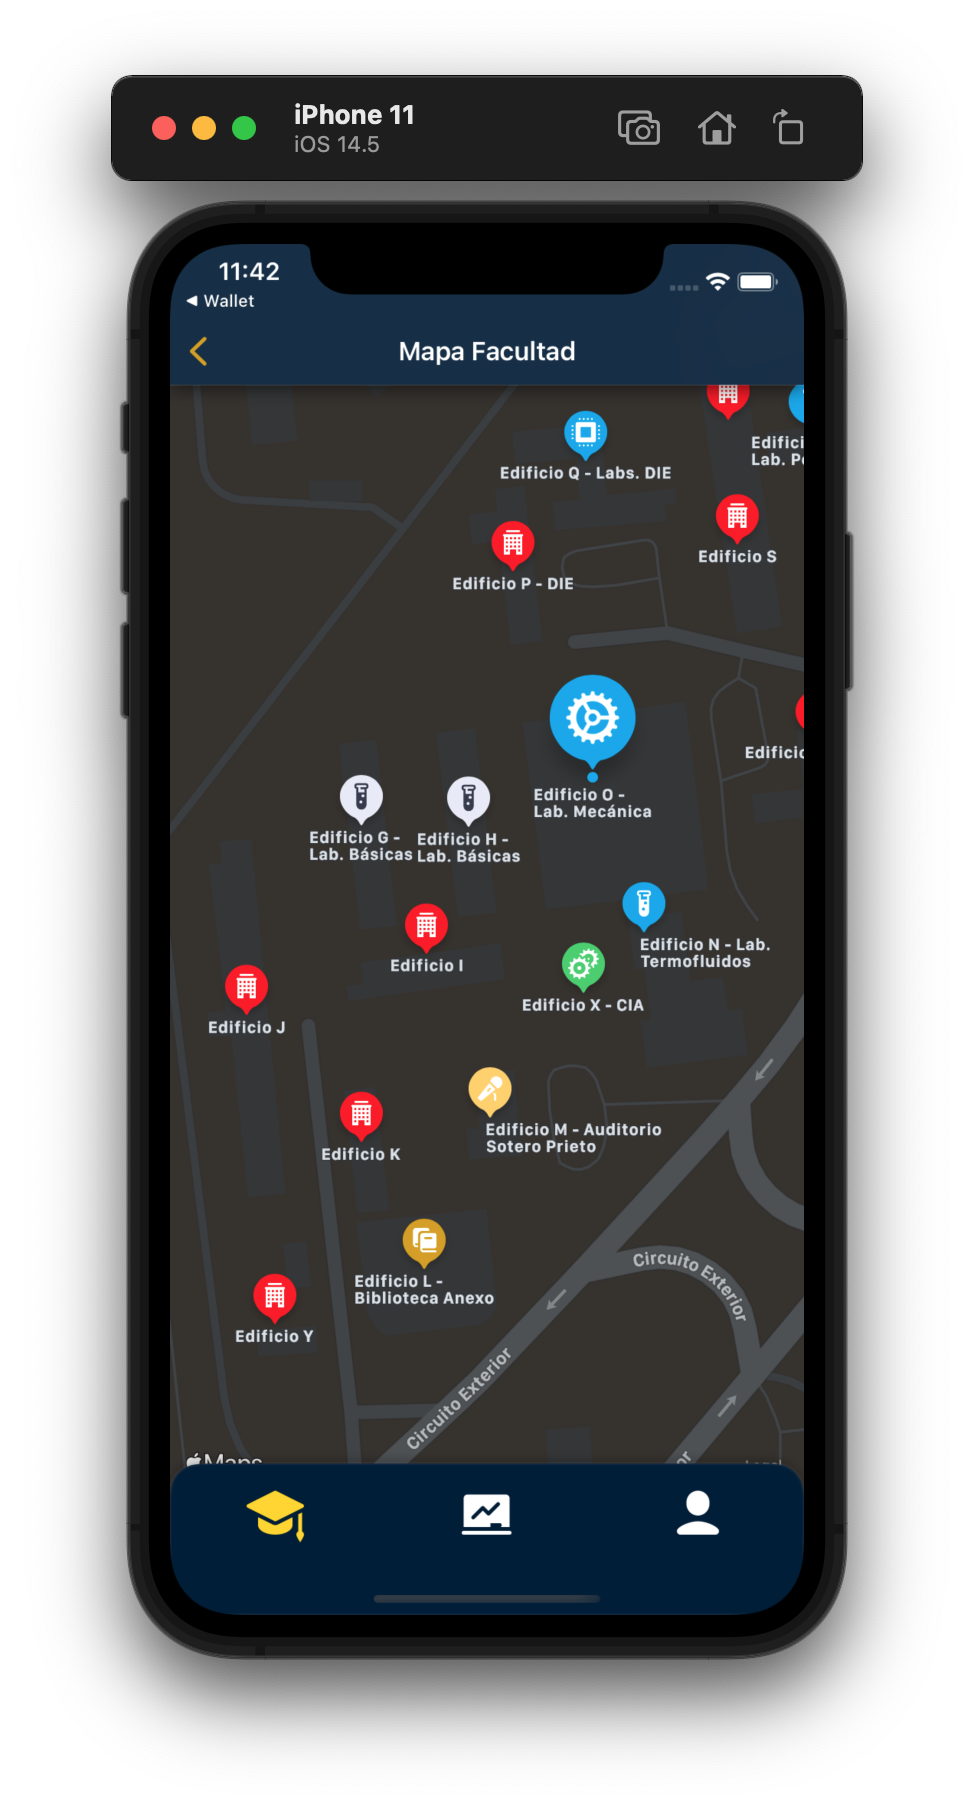 iPhone 11
iOS 14.5
11:42
◀ Wallet
Mapa Facultad
Edificio Q - Labs. DIE
Lab.
Edificio P - DIE
Edificio S
Edificio O -
Lab. Mecánica
Edificio G -
Lab. Básicas
Edificio H -
Lab. Básicas
Edificio I
Edificio N - Lab.
Termofluidos
Edificio X - CIA
Edificio J
Edificio M - Auditorio
Sotero Prieto
Edificio K
Edificio L -
Biblioteca Anexo
Edificio Y
Circuito Exterior
Circuito Exterior
Maps